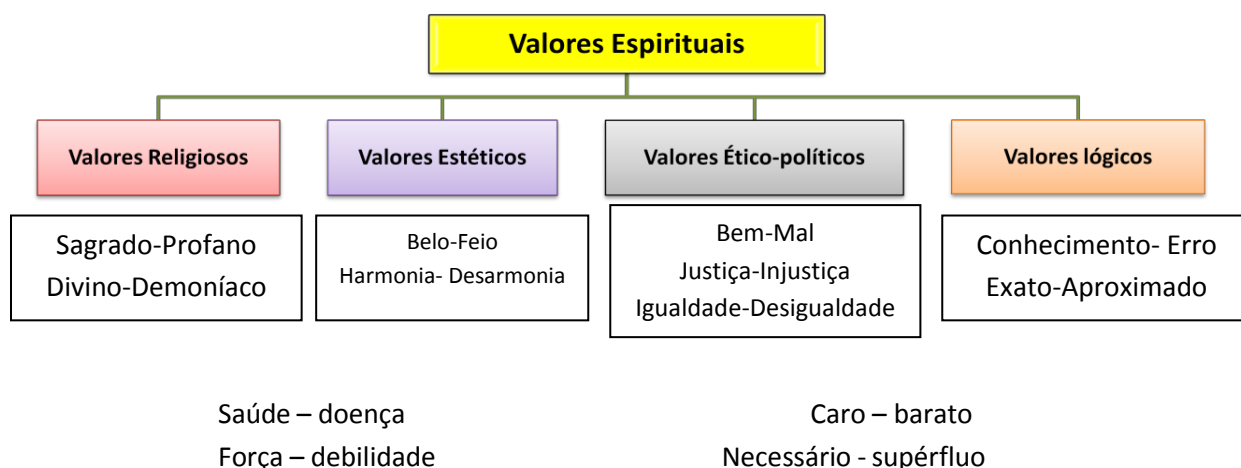 Valores Espirituais
Valores Religiosos
Valores Estéticos
Valores Ético-políticos
Valores lógicos
Sagrado-Profano
Divino-Demoníaco
Belo-Feio
Harmonia- Desarmonia
Bem-Mal
Justiça-Injustiça
Igualdade-Desigualdade
Conhecimento- Erro
Exato-Aproximado
Saúde – doença
Força – debilidade
Caro – barato
Necessário - supérfluo